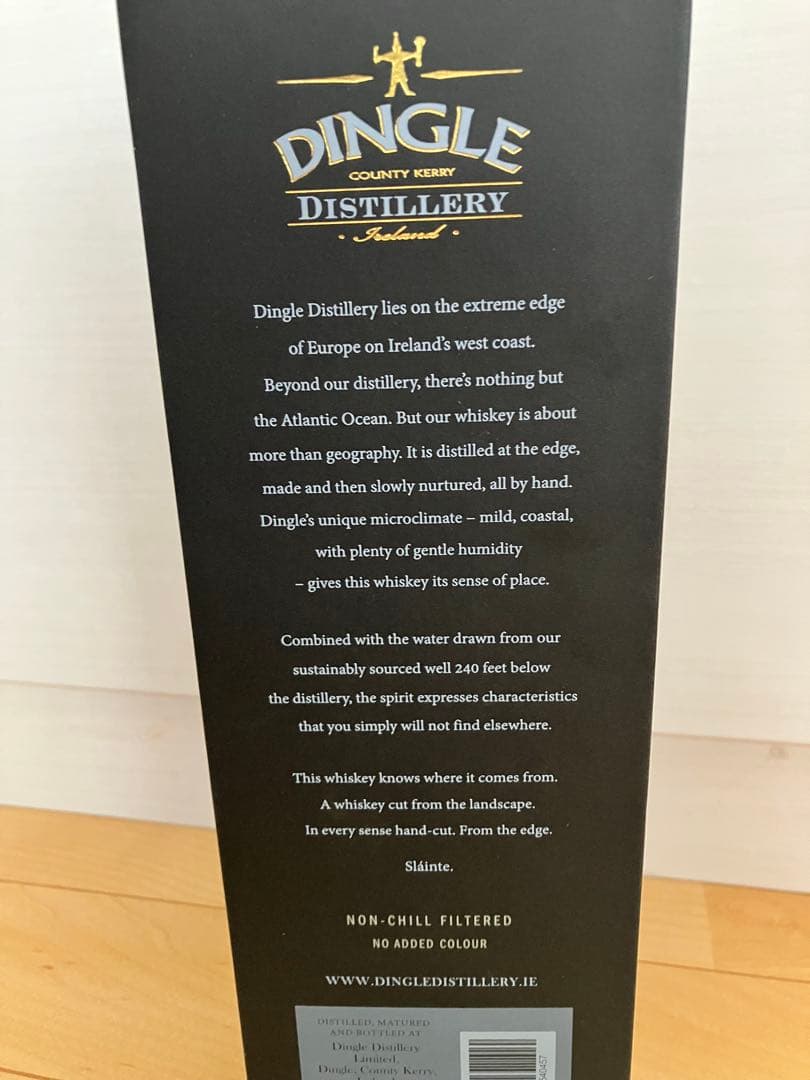 DINGLE
COUNTY KERRY
DISTILLERY
· Ireland ·
Dingle Distillery lies on the extreme edge
of Europe on Ireland's west coast.
Beyond our distillery, there's nothing but
the Atlantic Ocean. But our whiskey is about
more than geography. It is distilled at the edge,
made and then slowly nurtured, all by hand.
Dingle's unique microclimate – mild, coastal,
with plenty of gentle humidity
– gives this whiskey its sense of place.
Combined with the water drawn from our
sustainably sourced well 240 feet below
the distillery, the spirit expresses characteristics
that you simply will not find elsewhere.
This whiskey knows where it comes from.
A whiskey cut from the landscape.
In every sense hand-cut. From the edge.
Sláinte.
NON-CHILL FILTERED
NO ADDED COLOUR
WWW.DINGLEDISTILLERY.IE
DISTILLED, MATURED
AND BOTTLED AT
Dingle Distillery
Limited,
Dingle, County Kerry,